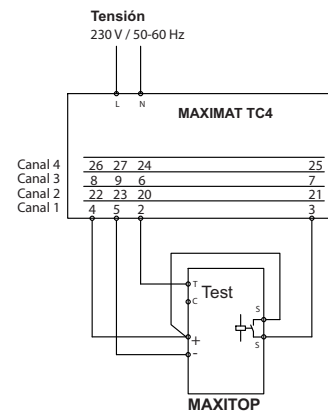 Tensión
230 V / 50-60 Hz
L N
MAXIMAT TC4
Canal 4 26 27 24 25
Canal 3 8 9 6 7
Canal 2 22 23 20 21
Canal 1 4 5 2 3
T Test
C
S
+
-
S
MAXITOP